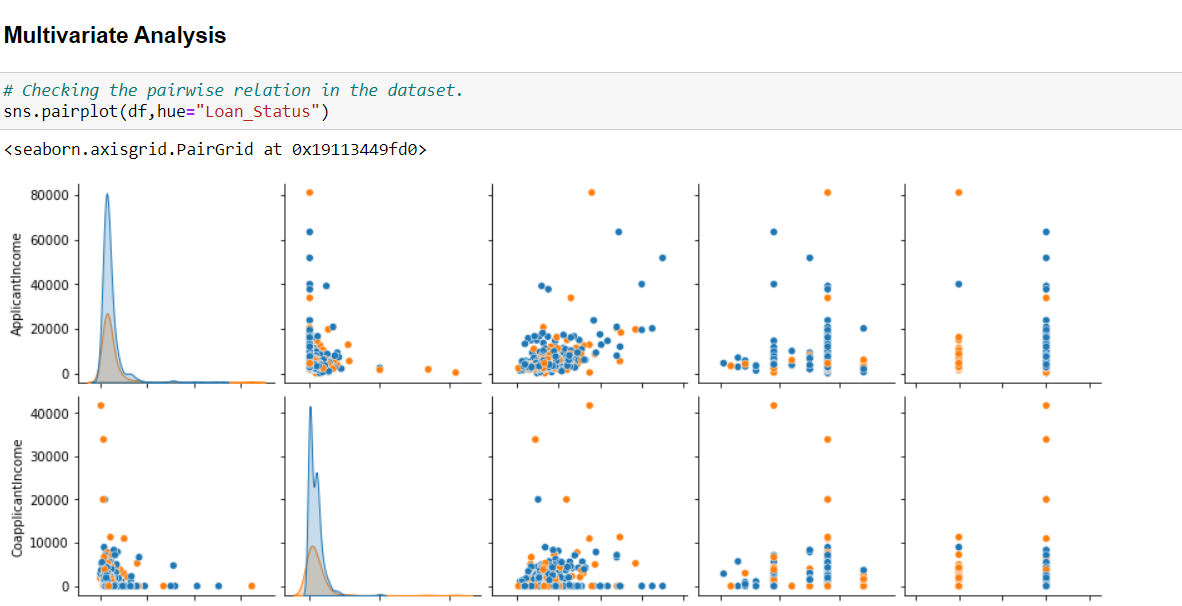 Multivariate Analysis
# Checking the pairwise relation in the dataset.
sns.pairplot(df,hue="Loan_Status")
<seaborn.axisgrid.PairGrid at 0x19113449fd0>
80000
60000
40000
20000
0
ApplicantIncome
40000
30000
20000
10000
0
CoapplicantIncome